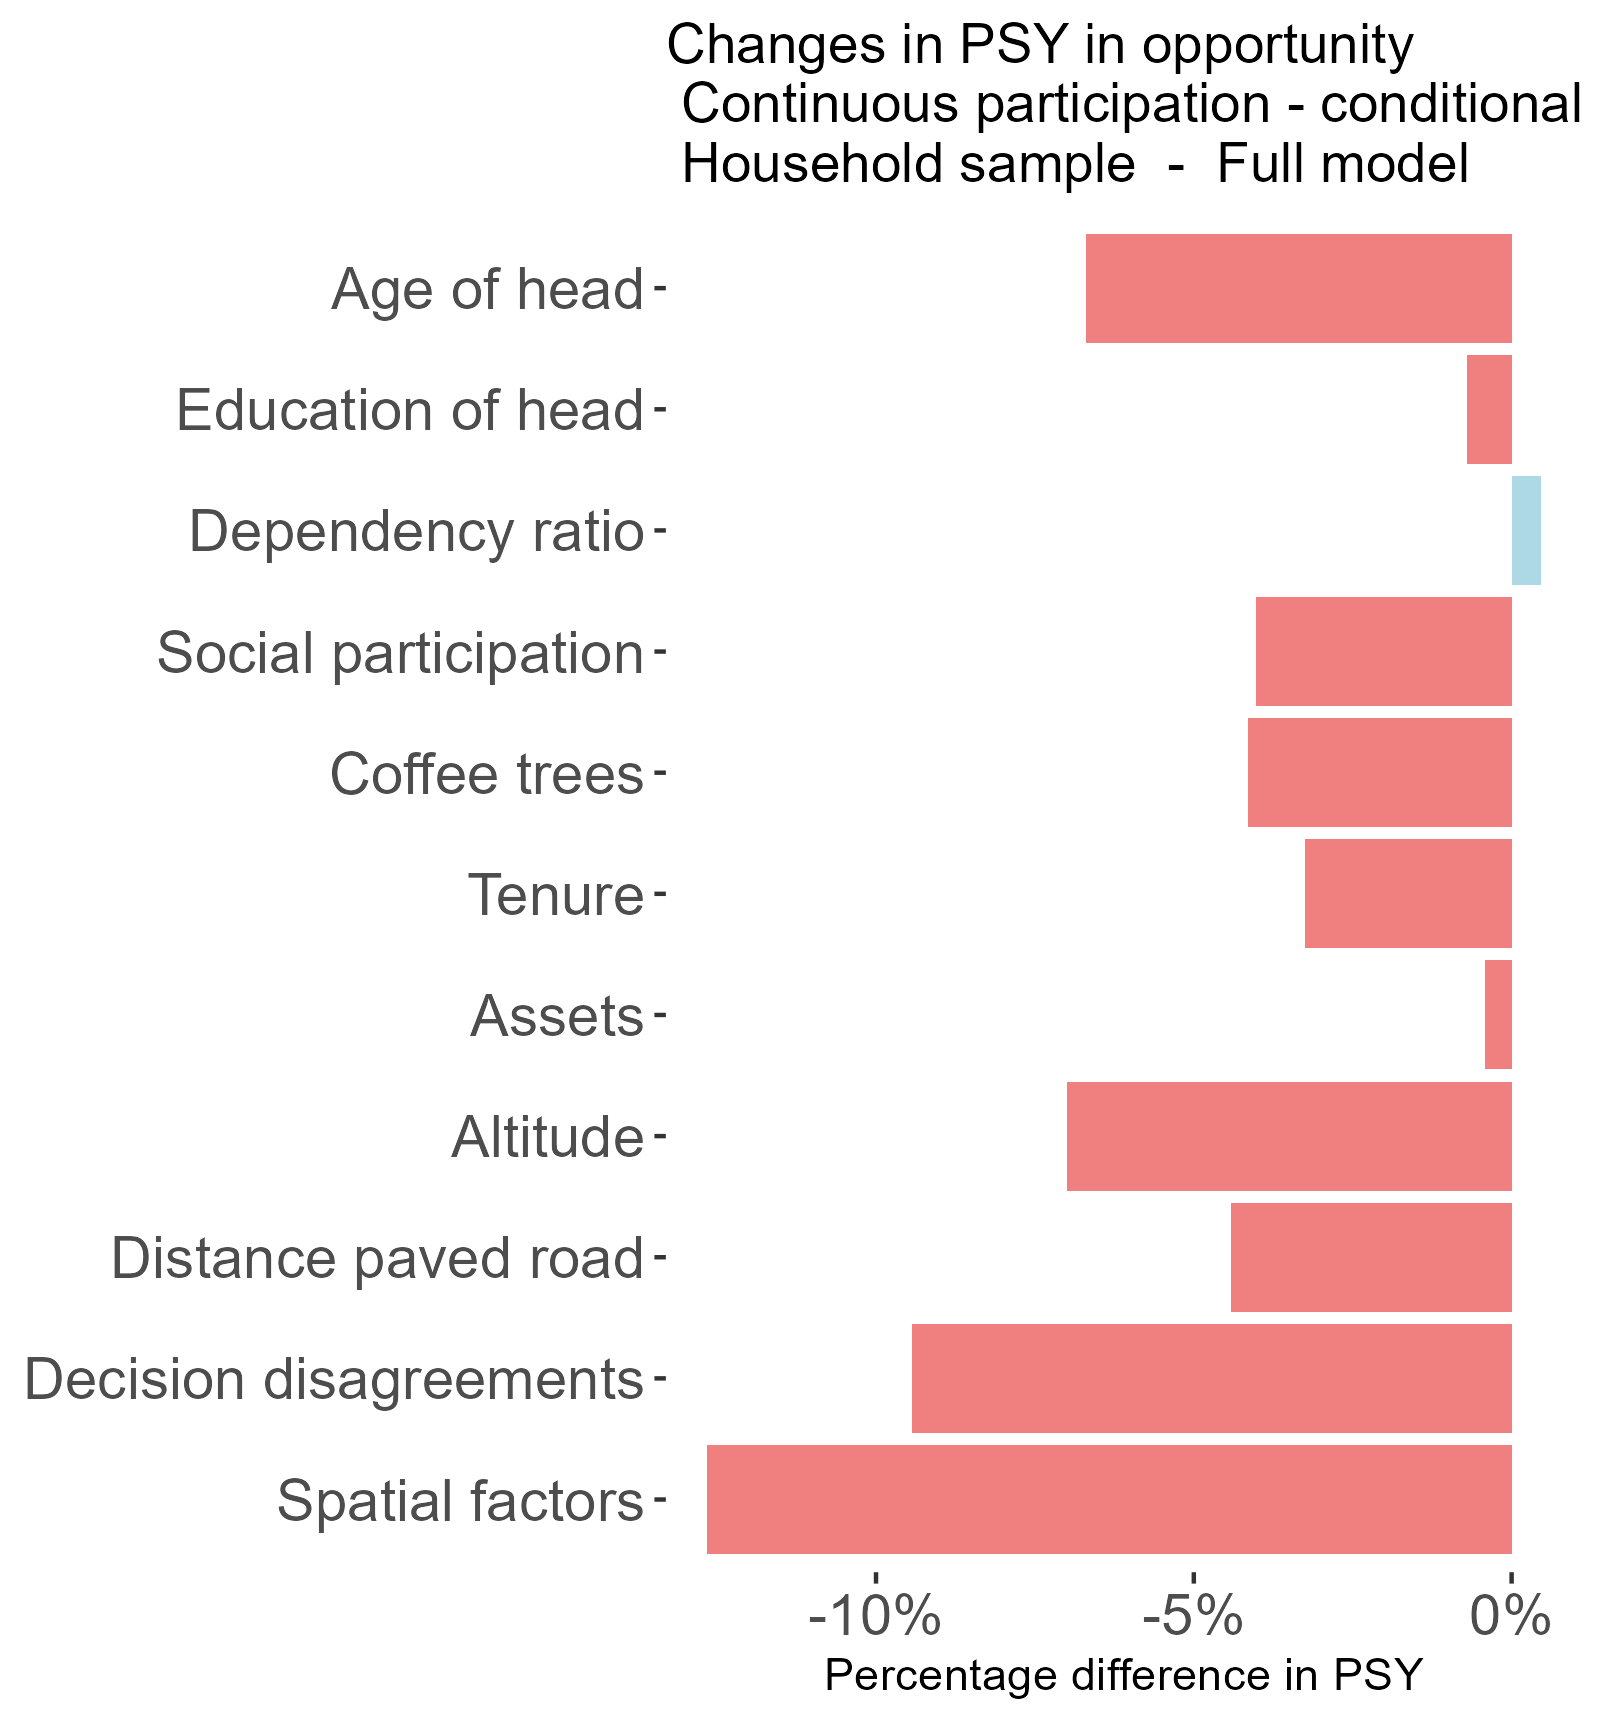 Changes in PSY in opportunity
Continuous participation - conditional
Household sample - Full model
Age of head
Education of head
Dependency ratio
Social participation
Coffee trees
Tenure
Assets
Altitude
Distance paved road
Decision disagreements
Spatial factors
-10% -5% 0%
Percentage difference in PSY